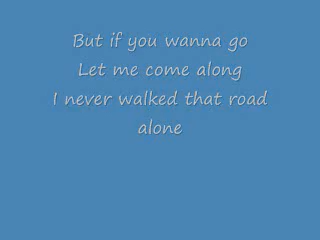 But if you wanna go
Let me come along
I never walked that road
alone